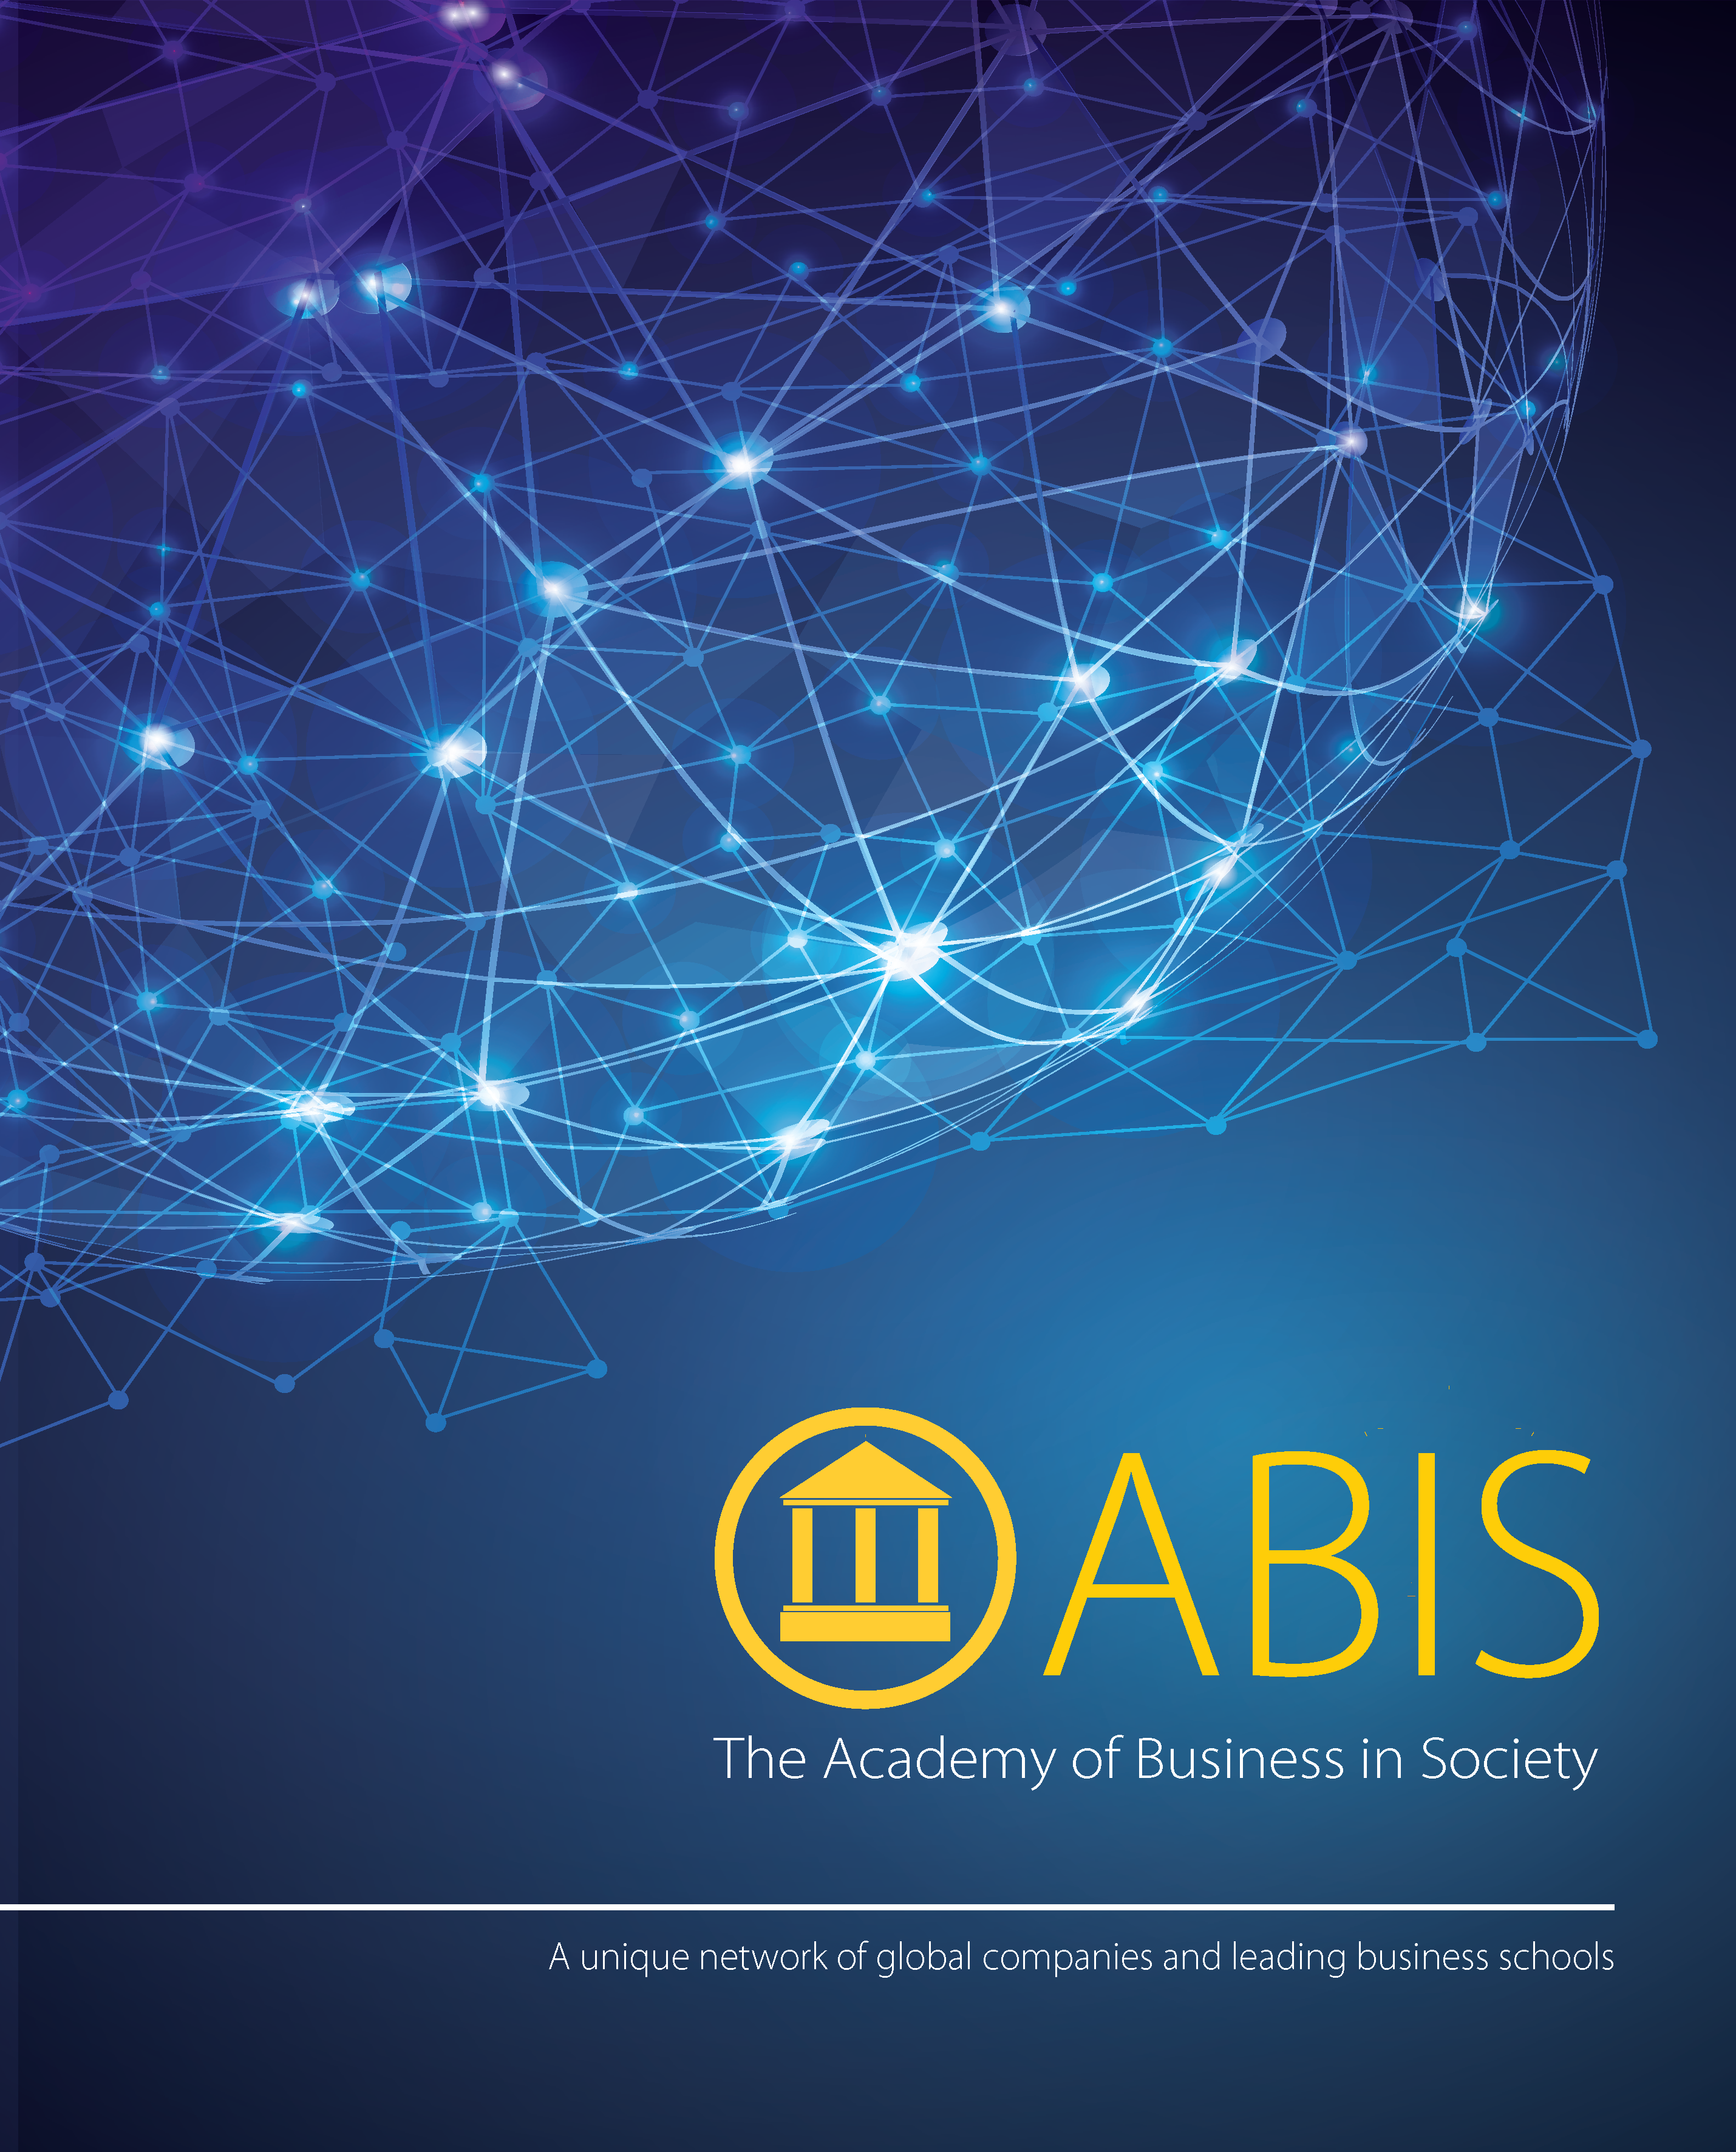 ABIS
The Academy of Business in Society
A unique network of global companies and leading business schools